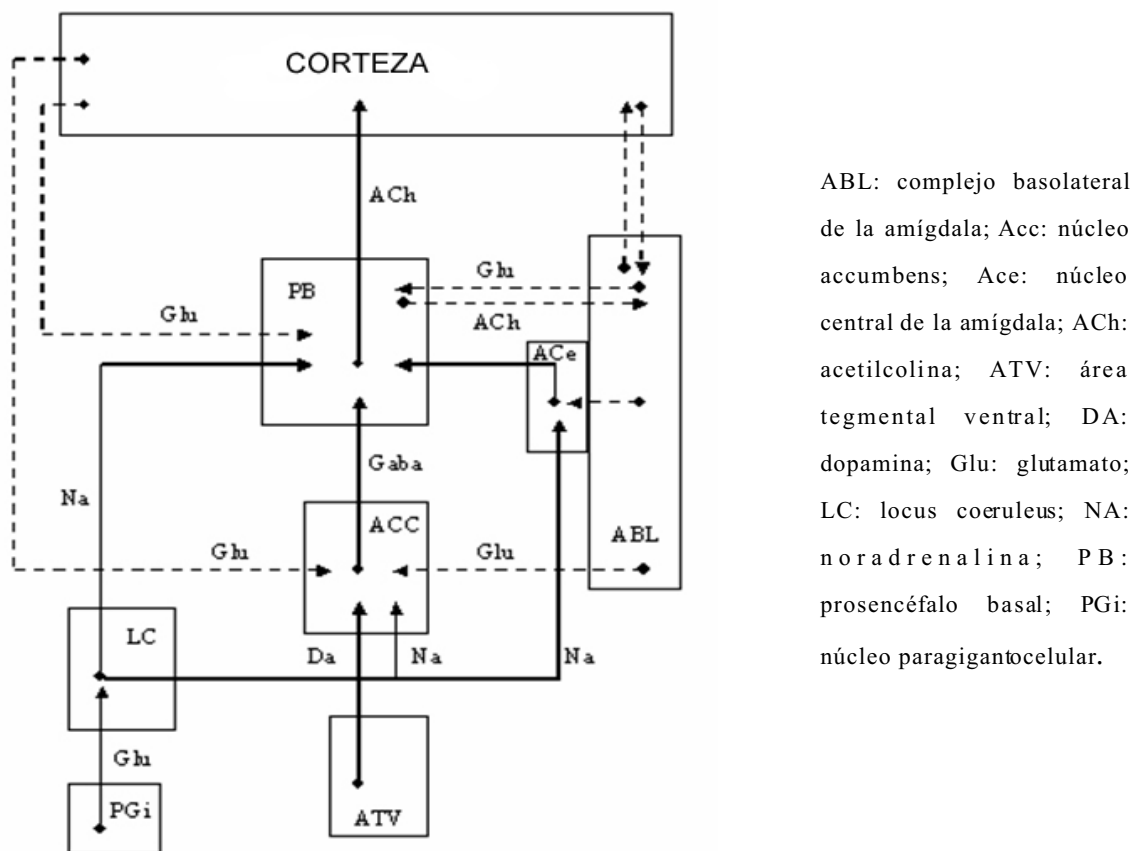 CORTEZA
ACh
Glu
PB
Glu
ACh
ACe
Gaba
Na
ACC
ABL
Glu
Glu
LC
Da
Na
Na
Glu
PGi
ATV
ABL: complejo basolateral
de la amígdala; Acc: núcleo
accumbens; Ace: núcleo
central de la amígdala; ACh:
acetilcolina; ATV: área
tegmental ventral; DA:
dopamina; Glu: glutamato;
LC: locus coeruleus; NA:
noradrenalina; PB:
prosencéfalo basal; PGi:
núcleo paragigantocelular.